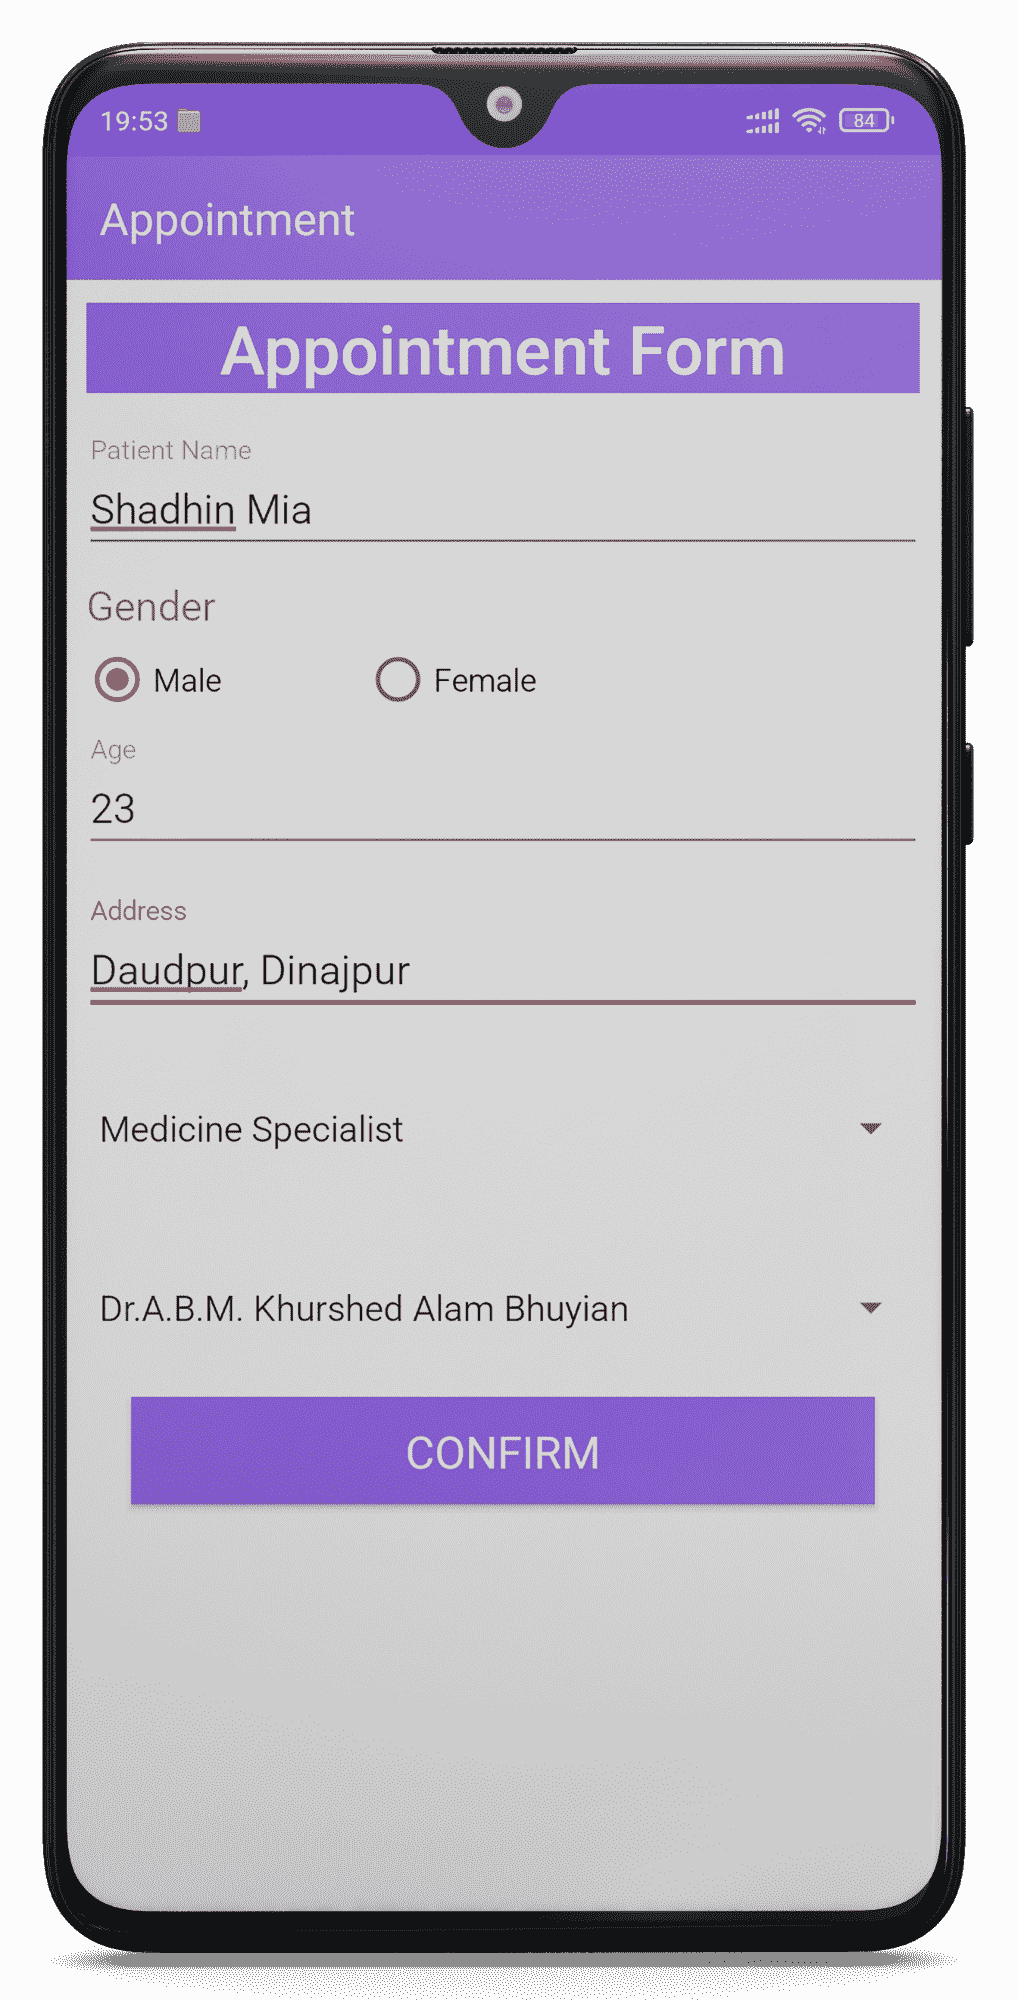 19:53
84
Appointment
Appointment Form
Patient Name
Shadhin Mia
Gender
Male Female
Age
23
Address
Daudpur, Dinajpur
Medicine Specialist
Dr.A.B.M. Khurshed Alam Bhuyian
CONFIRM